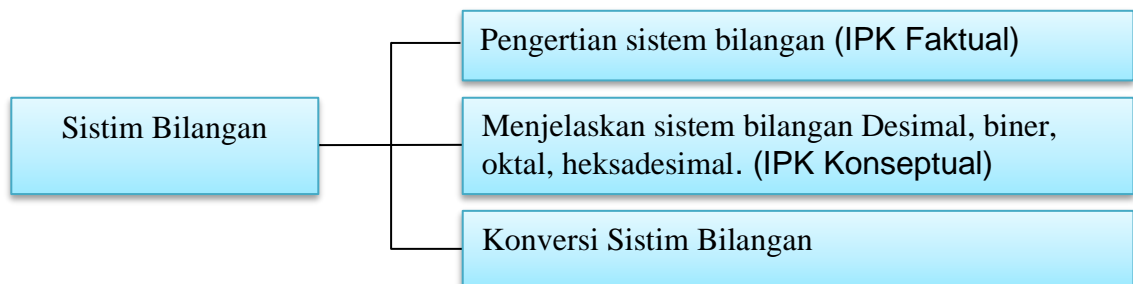 Pengertian sistem bilangan (IPK Faktual)
Sistim Bilangan
Menjelaskan sistem bilangan Desimal, biner,
oktal, heksadesimal. (IPK Konseptual)
Konversi Sistim Bilangan